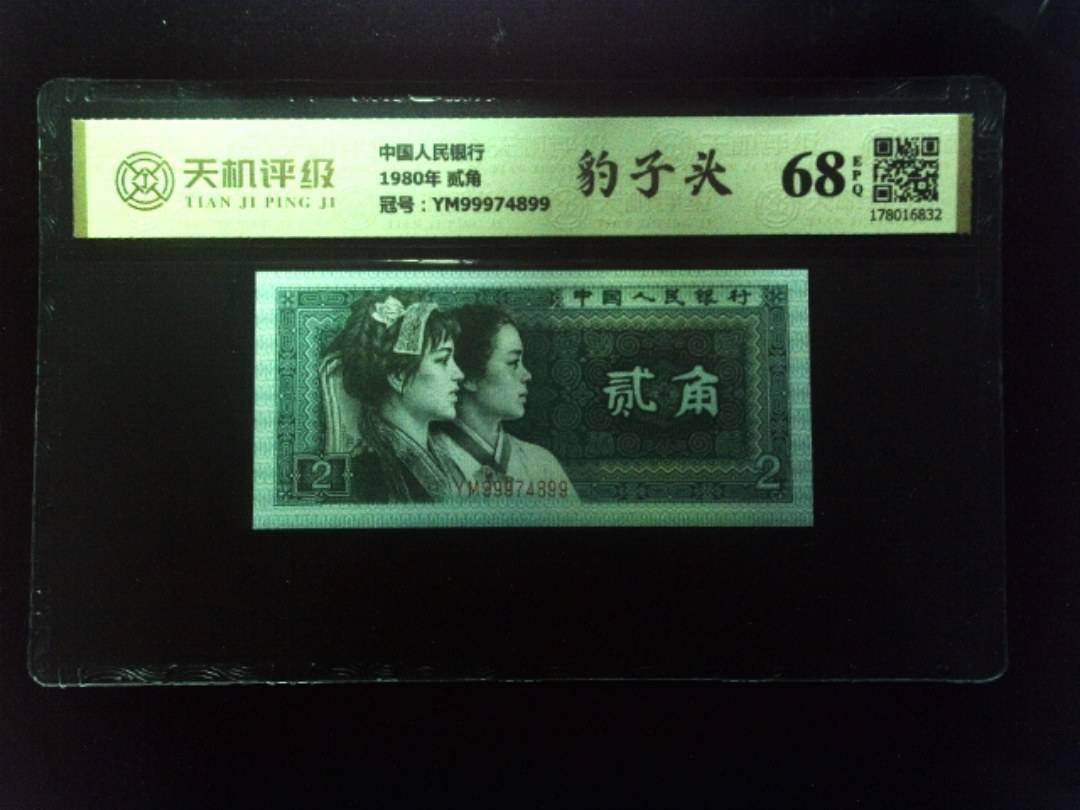 天机评级
TIAN JI PING JI
中国人民银行
1980年 贰角
冠号：YM99974899
豹子头
68
EPQ
178016832
中国人民银行
贰角
2
YM99974899
2